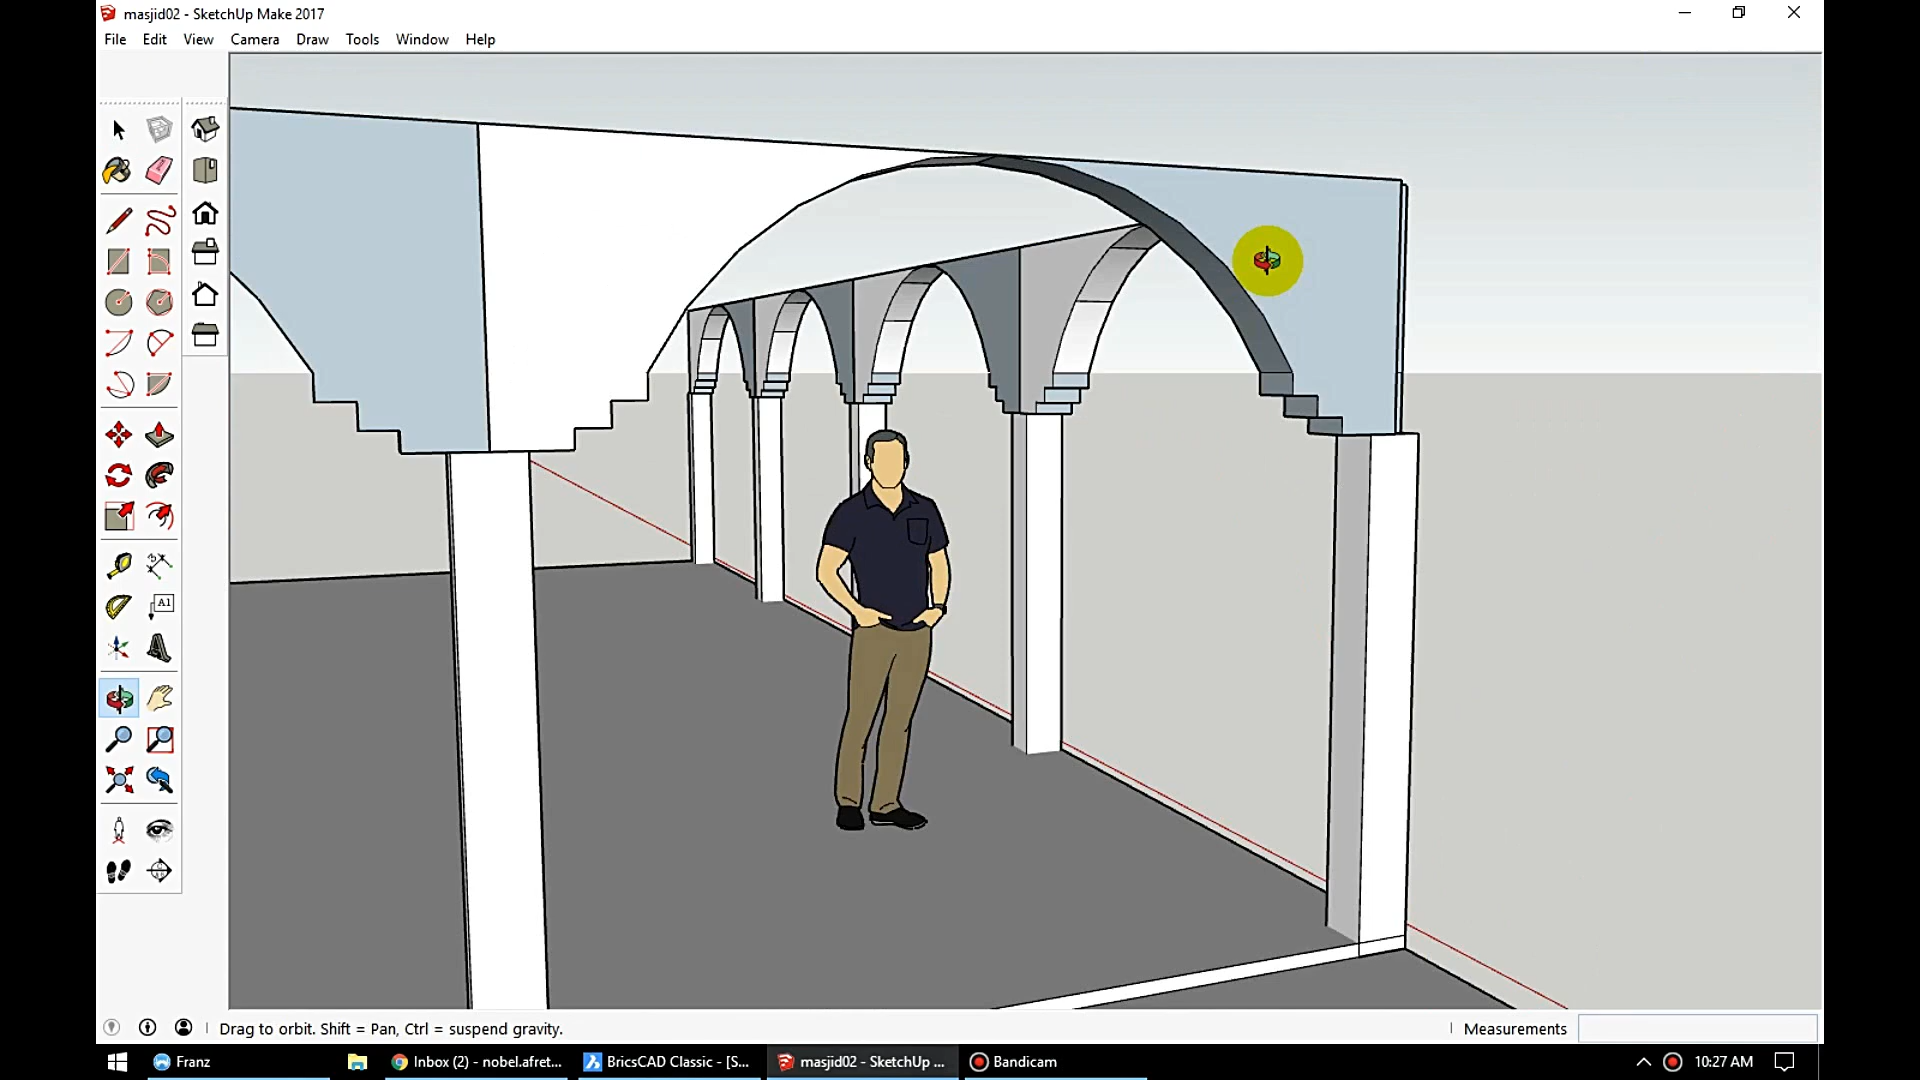 masjid02 - SketchUp Make 2017
File Edit View Camera Draw Tools Window Help
A1
Drag to orbit. Shift = Pan, Ctrl = suspend gravity.
Measurements
Franz
Inbox (2) - nobel.afret...
BricsCAD Classic - [S...
masjid02 - SketchUp ...
Bandicam
10:27 AM